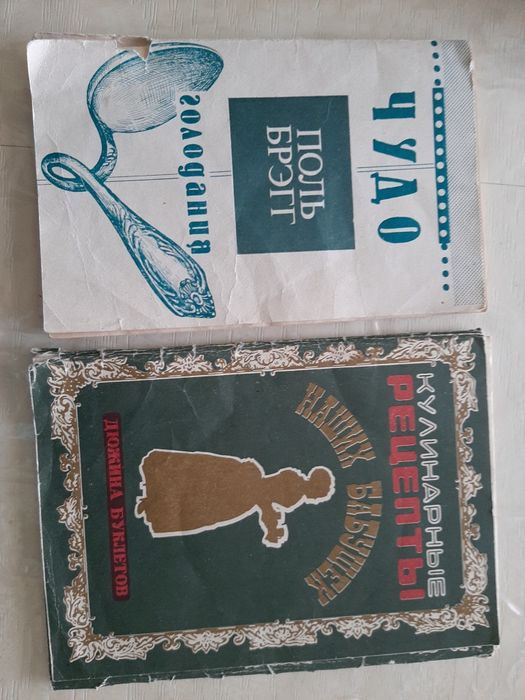 ЧУДО
ПОЛЬ
БРЭГГ
голодания
КУЛИНАРНЫЕ
РЕЦЕПТЫ
НАШИХ БАБУШЕК
ДЮЖИНА БУКЛЕТОВ